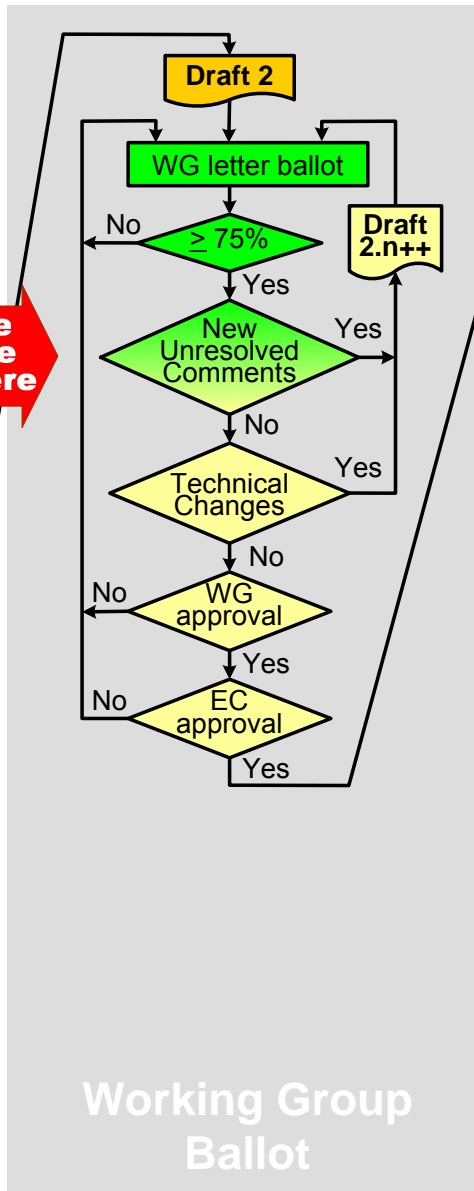 Draft 2
WG letter ballot
No
≥ 75%
Draft
2.n++
Yes
New
Unresolved
Comments
Yes
No
Technical
Changes
Yes
No
No
WG
approval
Yes
No
EC
approval
Yes
Working Group
Ballot